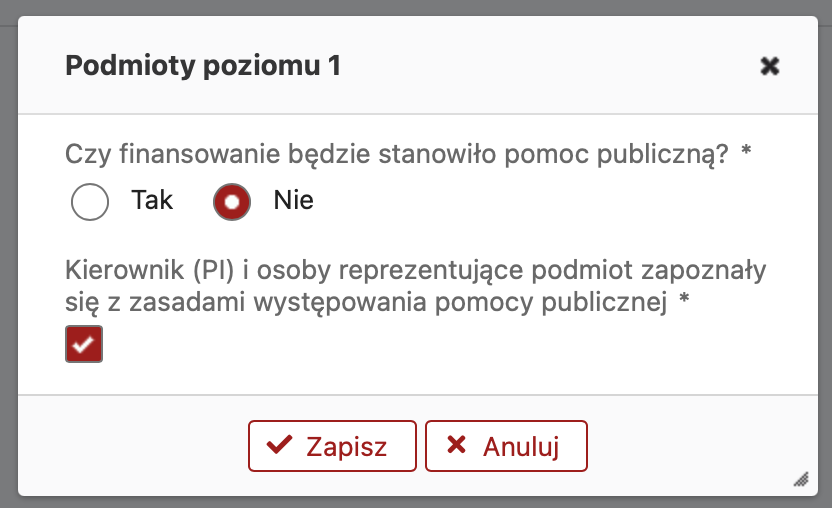 Podmioty poziomu 1
Czy finansowanie będzie stanowiło pomoc publiczną? *
Tak Nie
Kierownik (PI) i osoby reprezentujące podmiot zapoznały
się z zasadami występowania pomocy publicznej *
Zapisz Anuluj